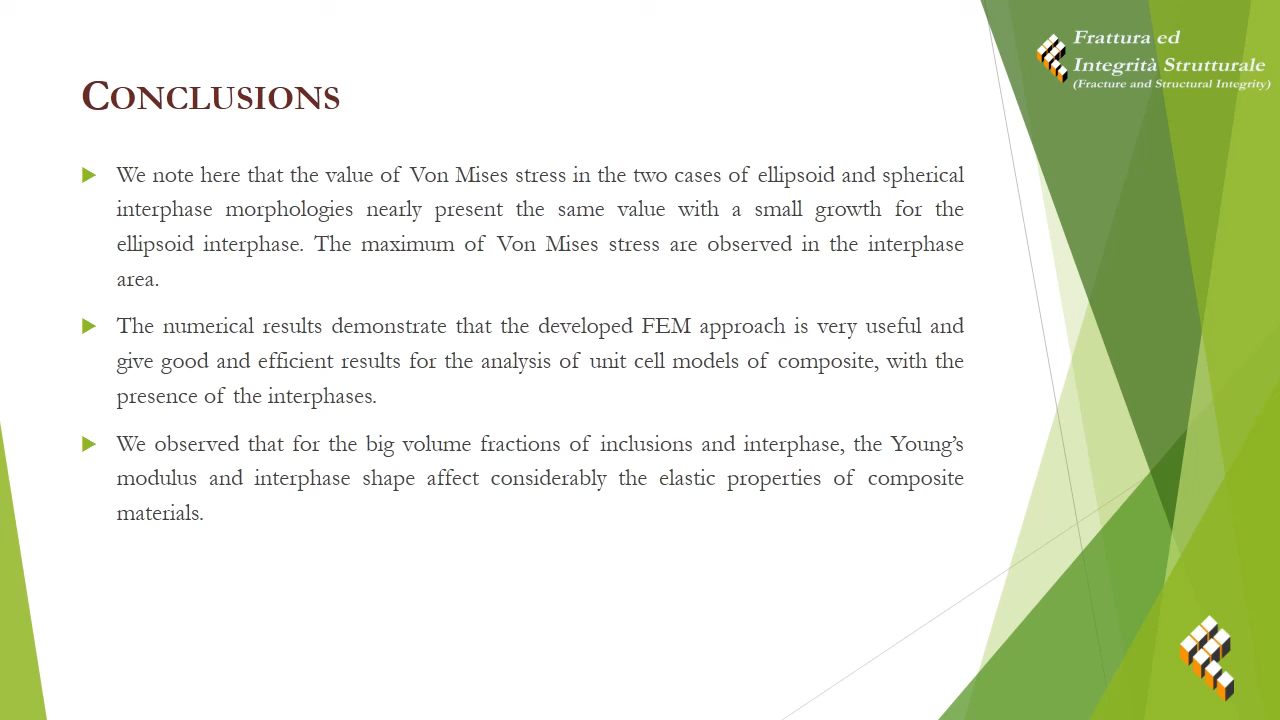 Frattura ed
Integrità Strutturale
(Fracture and Structural Integrity)
CONCLUSIONS
We note here that the value of Von Mises stress in the two cases of ellipsoid and spherical
interphase morphologies nearly present the same value with a small growth for the
ellipsoid interphase. The maximum of Von Mises stress are observed in the interphase
area.
The numerical results demonstrate that the developed FEM approach is very useful and
give good and efficient results for the analysis of unit cell models of composite, with the
presence of the interphases.
We observed that for the big volume fractions of inclusions and interphase, the Young’s
modulus and interphase shape affect considerably the elastic properties of composite
materials.